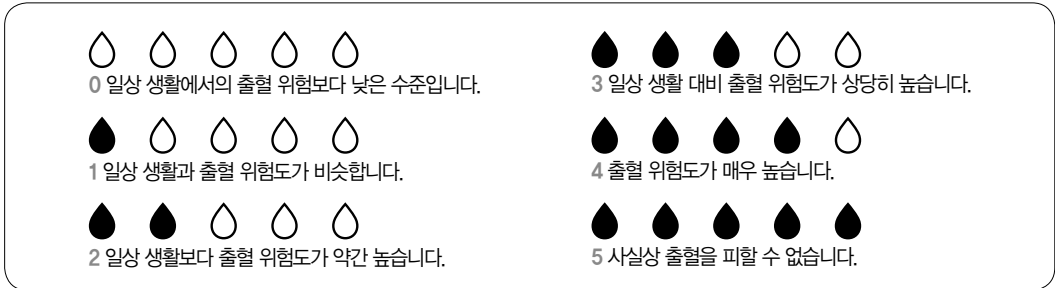 0 일상 생활에서의 출혈 위험보다 낮은 수준입니다.
1 일상 생활과 출혈 위험도가 비슷합니다.
2 일상 생활보다 출혈 위험도가 약간 높습니다.
3 일상 생활 대비 출혈 위험도가 상당히 높습니다.
4 출혈 위험도가 매우 높습니다.
5 사실상 출혈을 피할 수 없습니다.